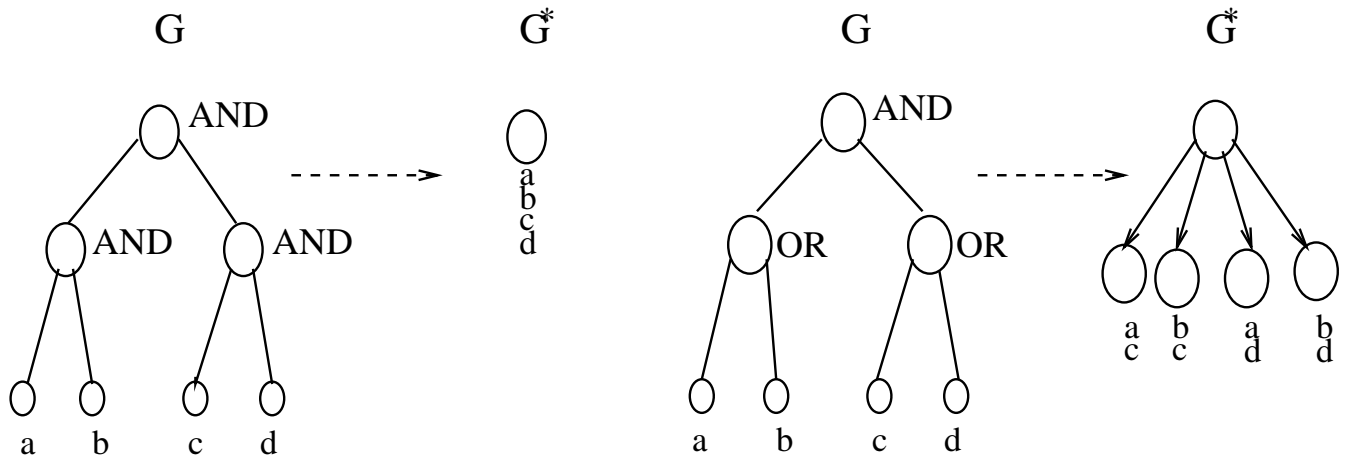 G G* G G*
AND AND
a
b
c
d
AND AND OR OR
a b c d
a b c d
a b a b
c c d d